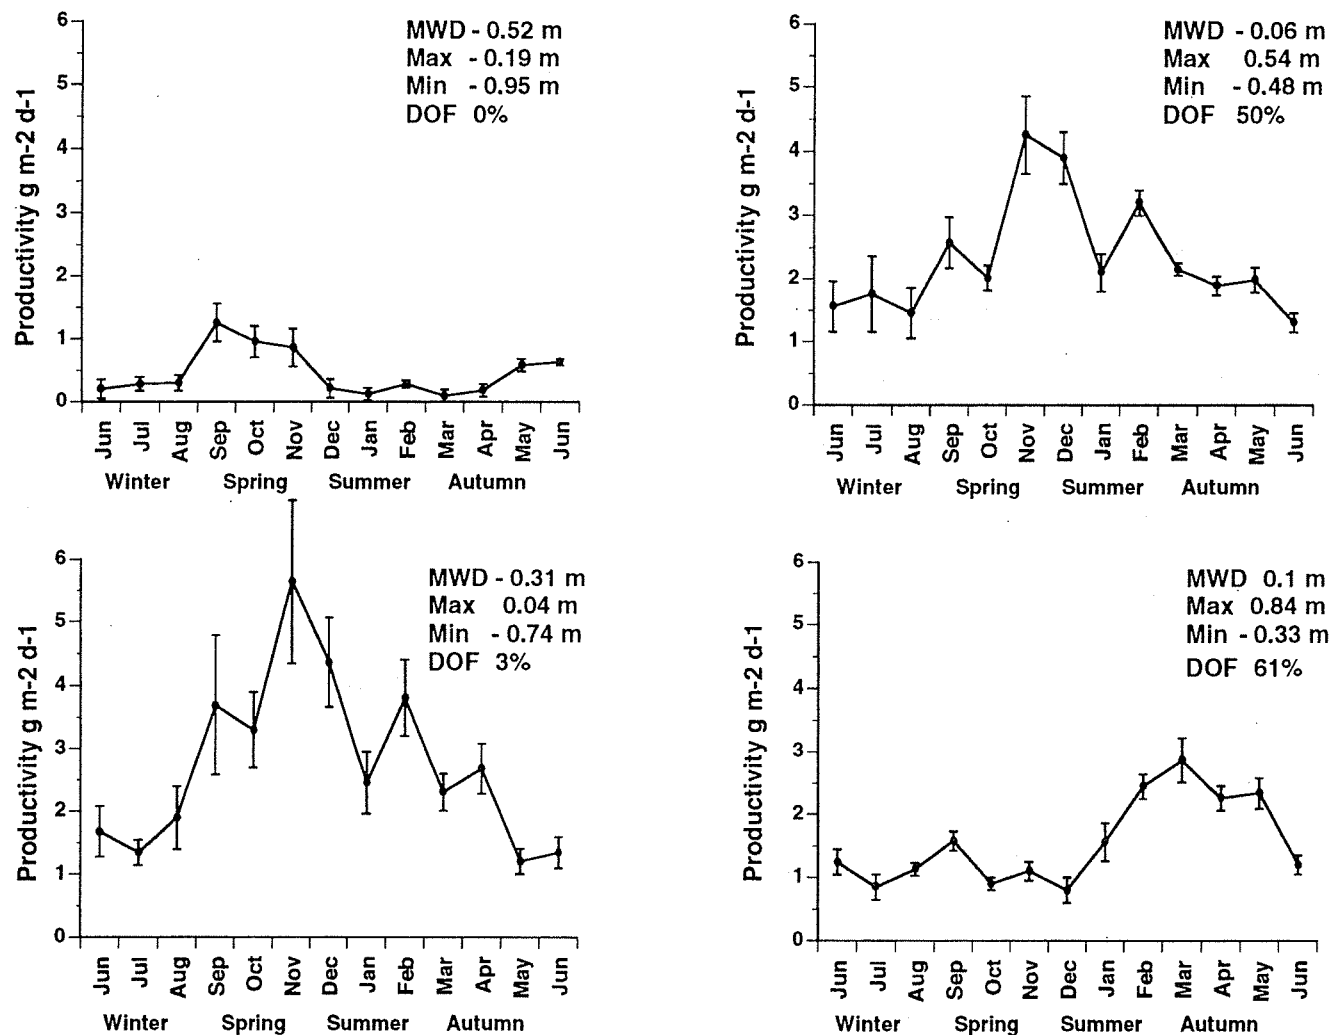 MWD - 0.52 m
Max - 0.19 m
Min - 0.95 m
DOF 0%
Productivity g m-2 d-1
6
5
4
3
2
1
0
Jun Jul Aug Sep Oct Nov Dec Jan Feb Mar Apr May Jun
Winter Spring Summer Autumn
MWD - 0.06 m
Max 0.54 m
Min - 0.48 m
DOF 50%
Productivity g m-2 d-1
6
5
4
3
2
1
0
Jun Jul Aug Sep Oct Nov Dec Jan Feb Mar Apr May Jun
Winter Spring Summer Autumn
MWD - 0.31 m
Max 0.04 m
Min - 0.74 m
DOF 3%
Productivity g m-2 d-1
6
5
4
3
2
1
0
Jun Jul Aug Sep Oct Nov Dec Jan Feb Mar Apr May Jun
Winter Spring Summer Autumn
MWD 0.1 m
Max 0.84 m
Min - 0.33 m
DOF 61%
Productivity g m-2 d-1
6
5
4
3
2
1
0
Jun Jul Aug Sep Oct Nov Dec Jan Feb Mar Apr May Jun
Winter Spring Summer Autumn